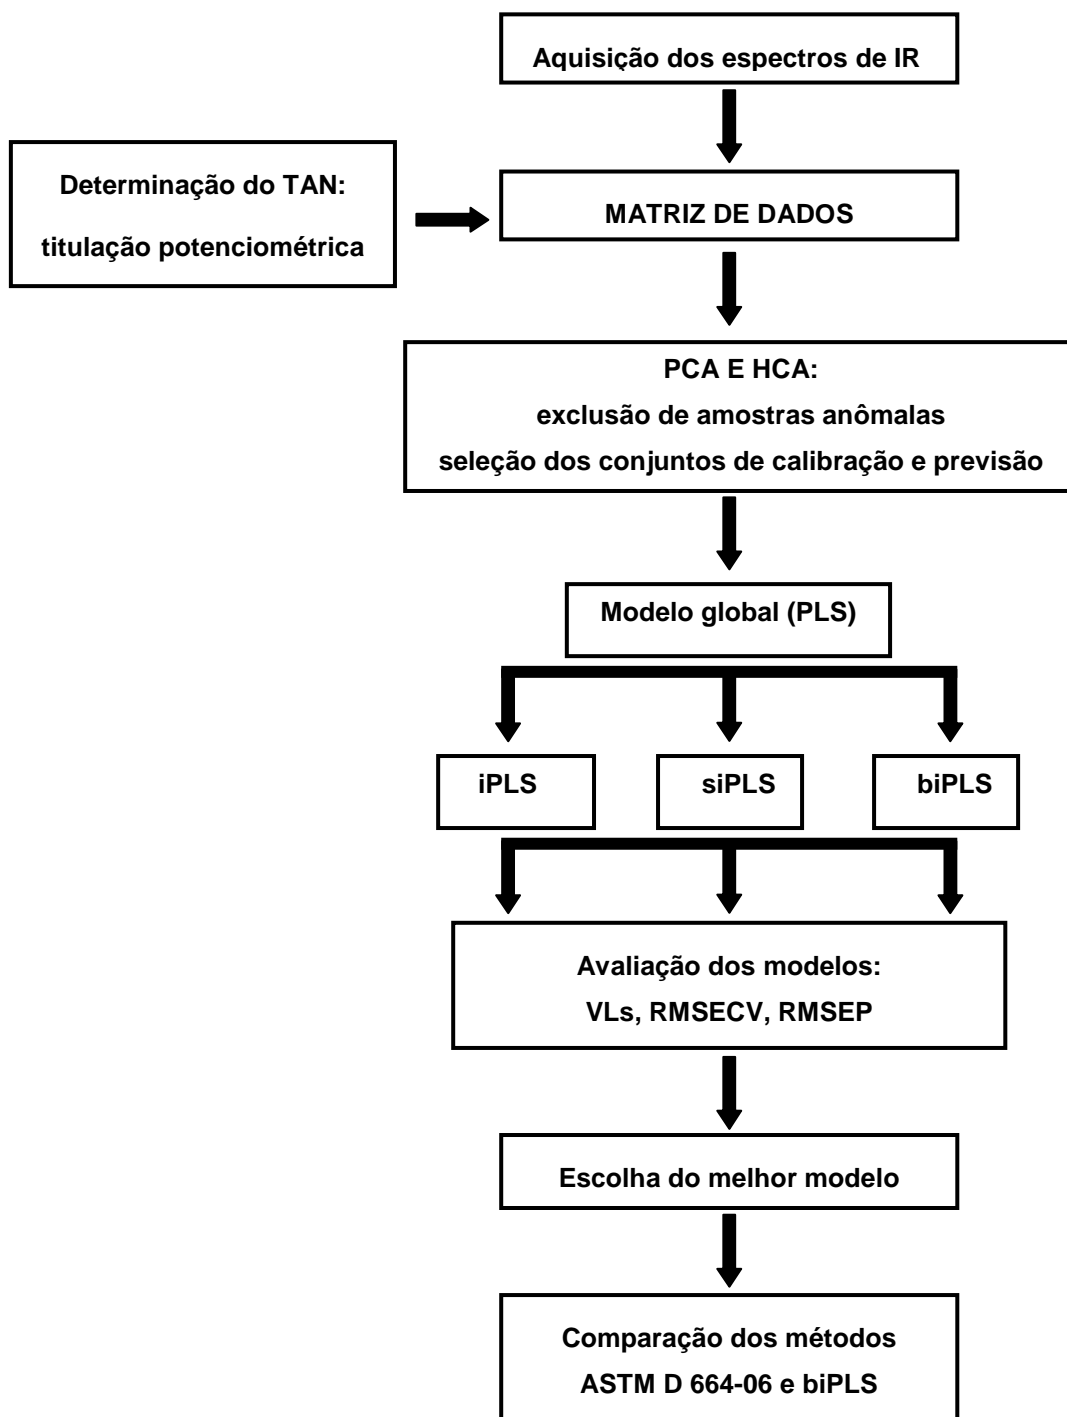 Aquisição dos espectros de IR
Determinação do TAN:
titulação potenciométrica
MATRIZ DE DADOS
PCA E HCA:
exclusão de amostras anômalas
seleção dos conjuntos de calibração e previsão
Modelo global (PLS)
iPLS
siPLS
biPLS
Avaliação dos modelos:
VLs, RMSECV, RMSEP
Escolha do melhor modelo
Comparação dos métodos
ASTM D 664-06 e biPLS